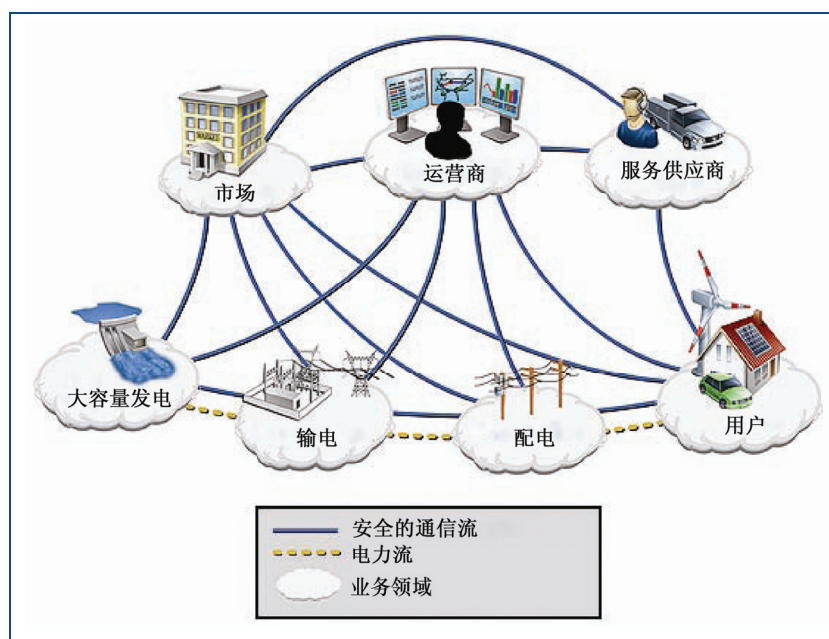 MARKET
市场
运营商
服务供应商
大容量发电
输电
配电
用户
安全的通信流
电力流
业务领域